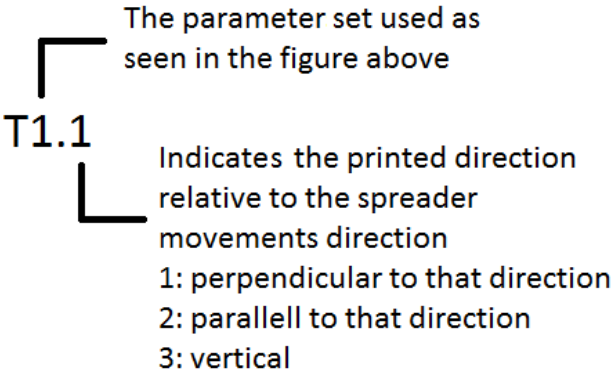 The parameter set used as
seen in the figure above
T1.1
Indicates the printed direction
relative to the spreader
movements direction
1: perpendicular to that direction
2: parallell to that direction
3: vertical